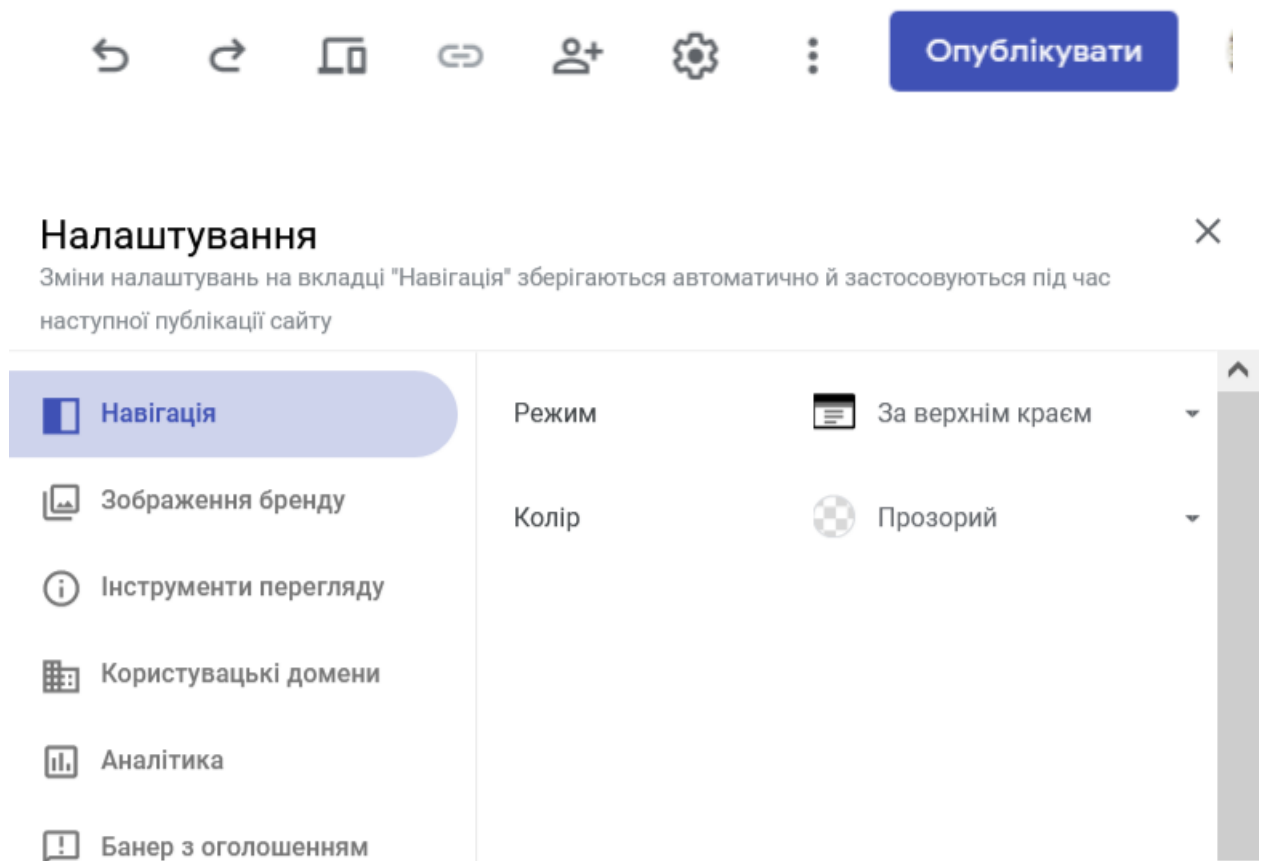 Опублікувати
Налаштування
Зміни налаштувань на вкладці "Навігація" зберігаються автоматично й застосовуються під час
наступної публікації сайту
Навігація
Режим
За верхнім краєм
Зображення бренду
Колір
Прозорий
Інструменти перегляду
Користувацькі домени
Аналітика
Банер з оголошенням